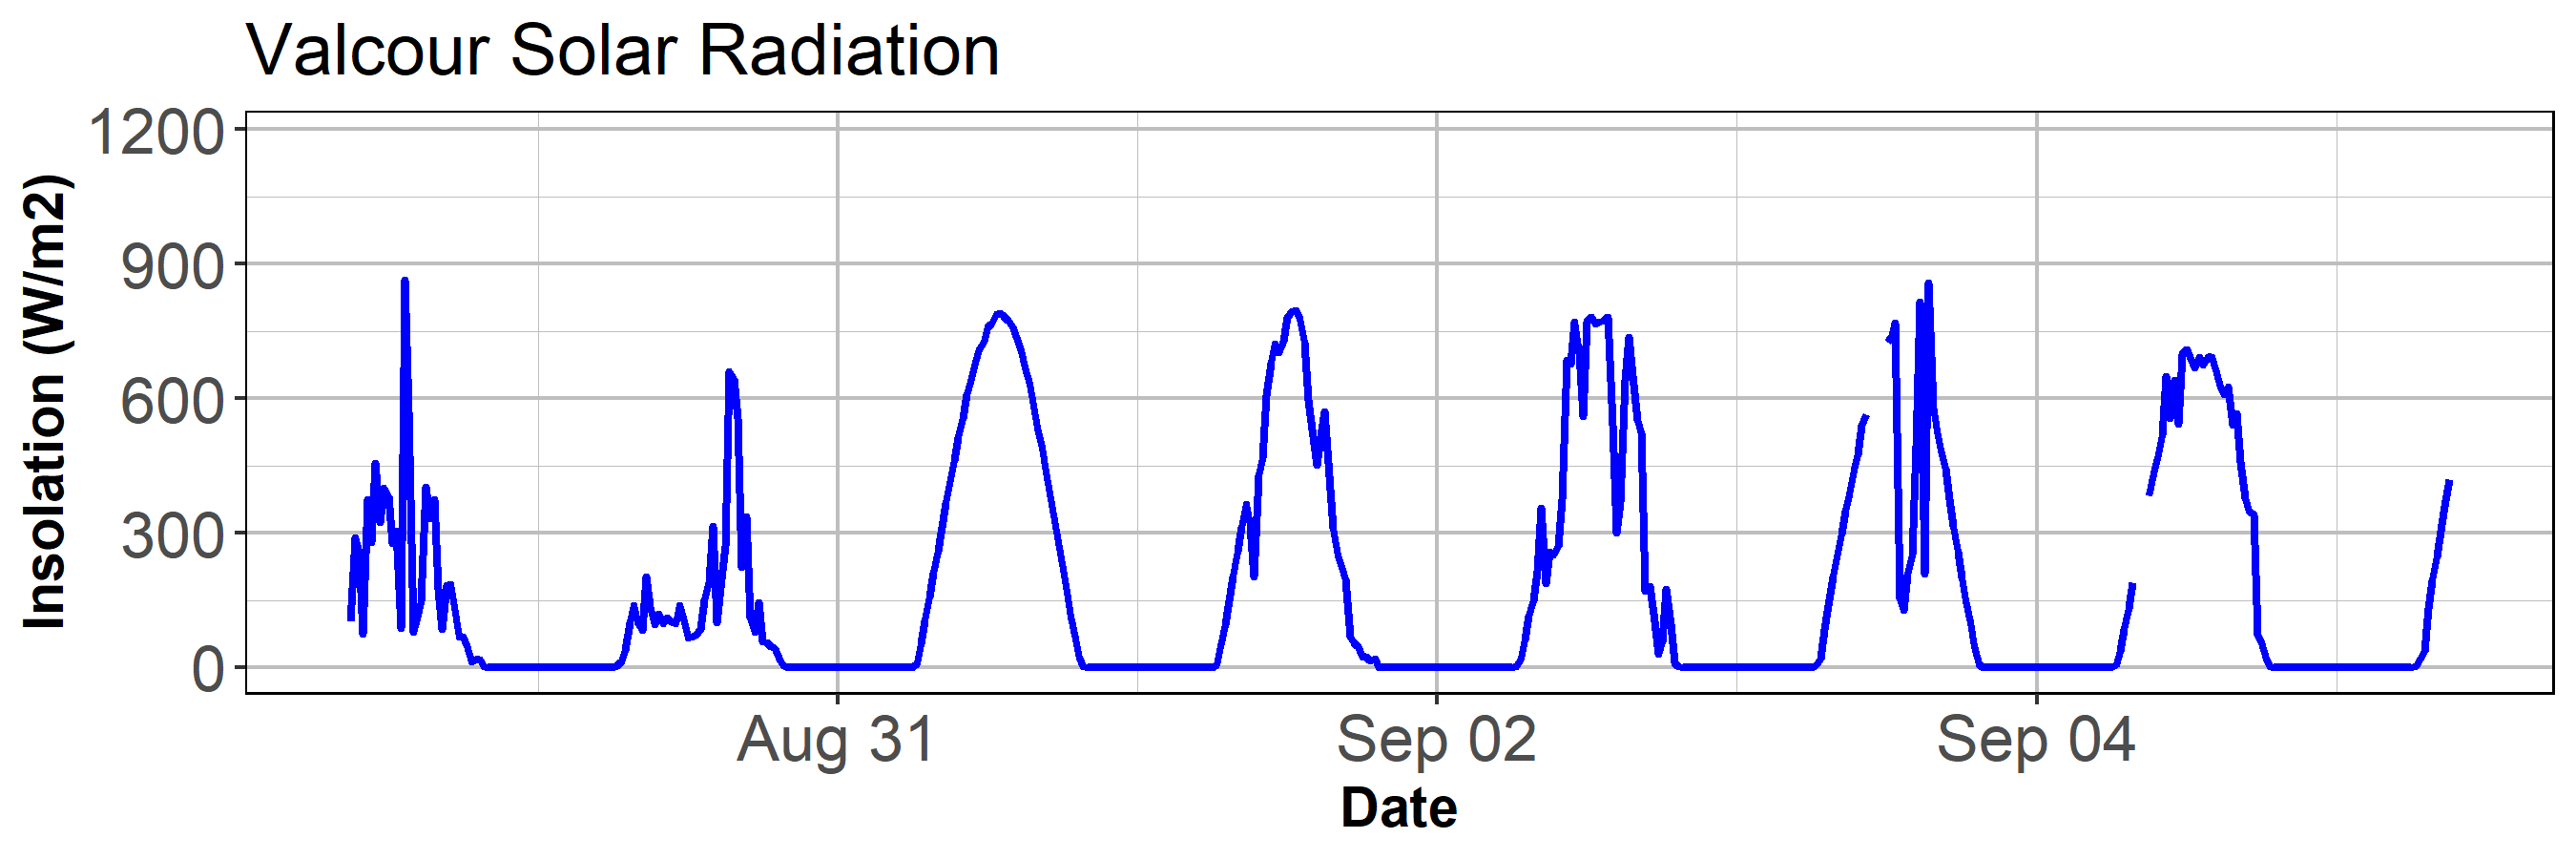 Valcour Solar Radiation
1200
900
600
300
0
Insolation (W/m2)
Aug 31
Sep 02
Sep 04
Date